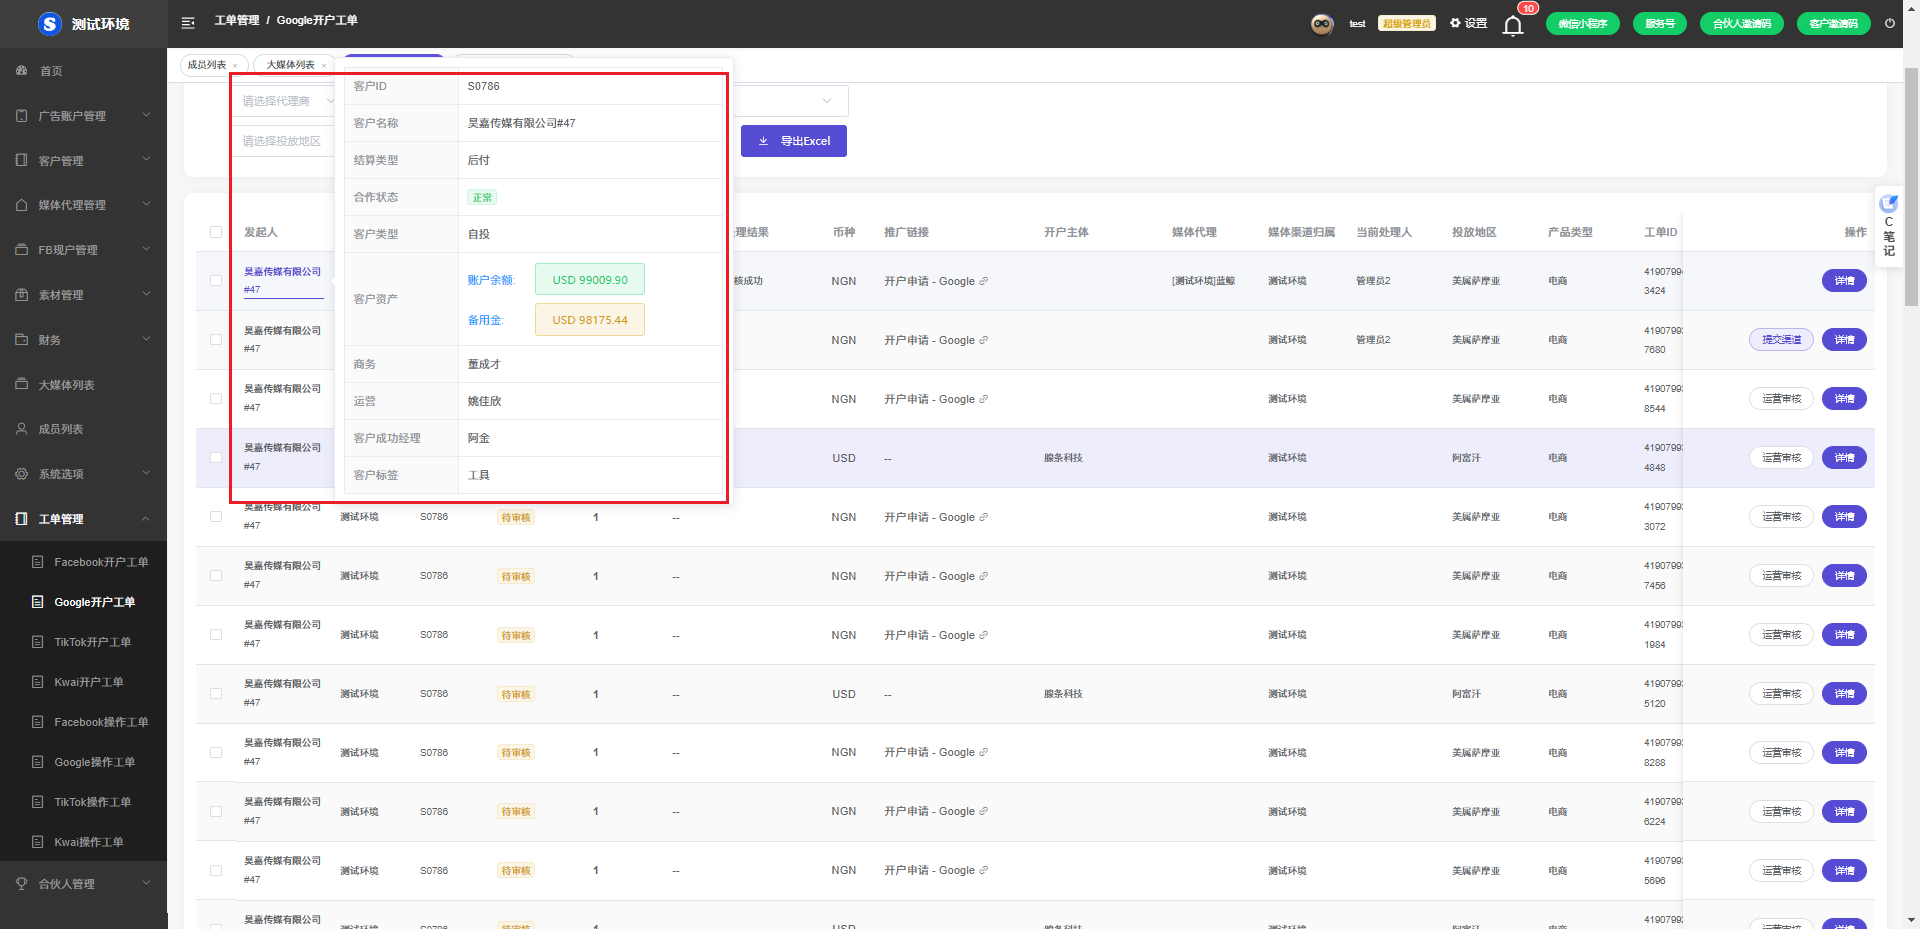 测试环境
工单管理 / Google开户工单
test
超级管理员
设置
10
微信小程序
服务号
合伙人邀请码
客户邀请码
首页
广告账户管理
客户管理
媒体代理管理
FB现户管理
素材管理
财务
大媒体列表
成员列表
系统选项
工单管理
Facebook开户工单
Google开户工单
TikTok开户工单
Kwai开户工单
Facebook操作工单
Google操作工单
TikTok操作工单
Kwai操作工单
合伙人管理
成员列表 ×
大媒体列表 ×
请选择代理商
请选择投放地区
导出Excel
客户ID S0786
客户名称 昊嘉传媒有限公司#47
结算类型 后付
合作状态 正常
客户类型 自投
客户资产
账户余额: USD 99009.90
备用金: USD 98175.44
商务 董成才
运营 姚佳欣
客户成功经理 阿金
客户标签 工具
C
笔
记
发起人 理结果 币种 推广链接 开户主体 媒体代理 媒体渠道归属 当前处理人 投放地区 产品类型 工单ID 操作
昊嘉传媒有限公司#47 核成功 NGN 开户申请 - Google [测试环境]蓝鲸 测试环境 管理员2 美属萨摩亚 电商 4190799 3424 详情
昊嘉传媒有限公司#47 NGN 开户申请 - Google 测试环境 管理员2 美属萨摩亚 电商 4190799 7680 提交渠道 详情
昊嘉传媒有限公司#47 NGN 开户申请 - Google 测试环境 美属萨摩亚 电商 4190799 8544 运营审核 详情
昊嘉传媒有限公司#47 USD -- 腺条科技 测试环境 阿富汗 电商 4190799 4848 运营审核 详情
昊嘉传媒有限公司#47 测试环境 S0786 待审核 1 -- NGN 开户申请 - Google 测试环境 美属萨摩亚 电商 4190799 3072 运营审核 详情
昊嘉传媒有限公司#47 测试环境 S0786 待审核 1 -- NGN 开户申请 - Google 测试环境 美属萨摩亚 电商 4190799 7456 运营审核 详情
昊嘉传媒有限公司#47 测试环境 S0786 待审核 1 -- NGN 开户申请 - Google 测试环境 美属萨摩亚 电商 4190799 1984 运营审核 详情
昊嘉传媒有限公司#47 测试环境 S0786 待审核 1 -- USD -- 腺条科技 测试环境 阿富汗 电商 4190799 5120 运营审核 详情
昊嘉传媒有限公司#47 测试环境 S0786 待审核 1 -- NGN 开户申请 - Google 测试环境 美属萨摩亚 电商 4190799 8288 运营审核 详情
昊嘉传媒有限公司#47 测试环境 S0786 待审核 1 -- NGN 开户申请 - Google 测试环境 美属萨摩亚 电商 4190799 6224 运营审核 详情
昊嘉传媒有限公司#47 测试环境 S0786 待审核 1 -- NGN 开户申请 - Google 测试环境 美属萨摩亚 电商 4190799 5696 运营审核 详情
昊嘉传媒有限公司 测试环境 S0786 待审核 1 USD 腺条科技 测试环境 阿富汗 电商 4190799 运营审核 详情